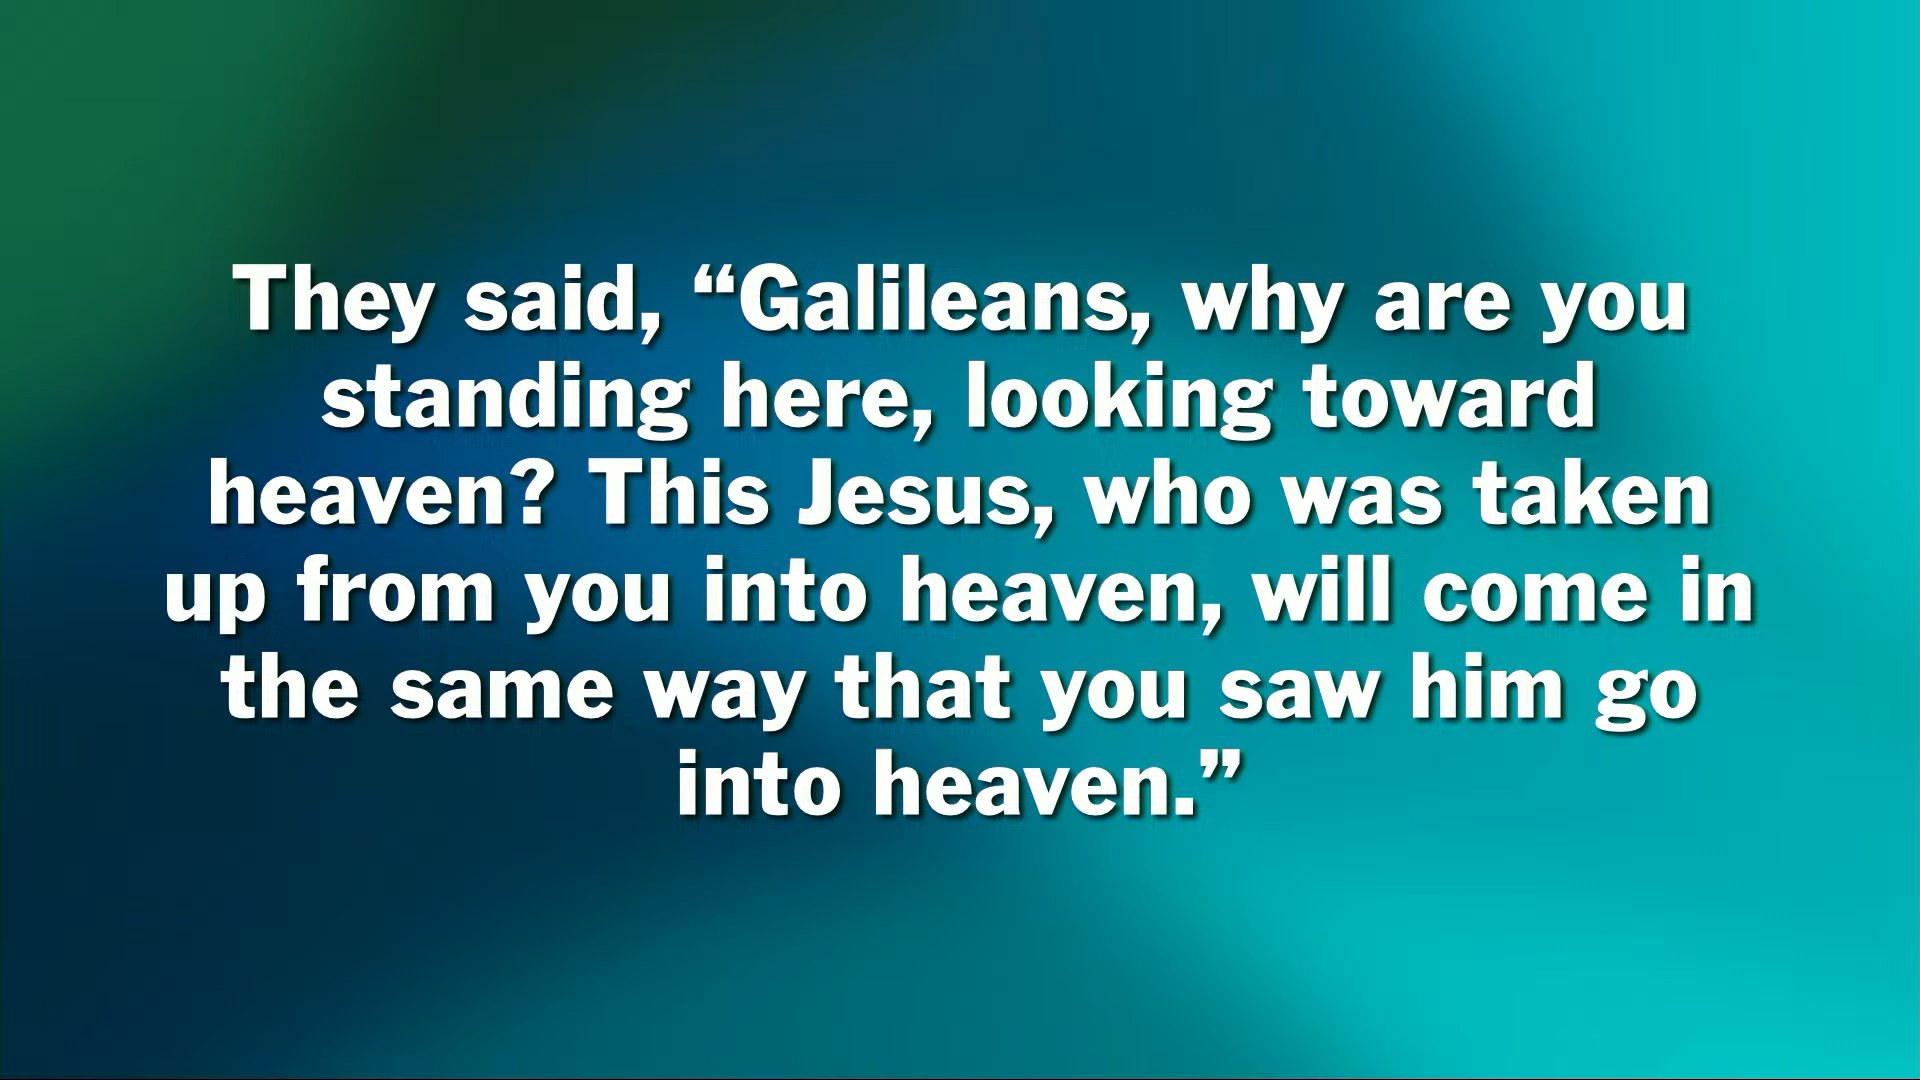 They said, “Galileans, why are you
standing here, looking toward
heaven? This Jesus, who was taken
up from you into heaven, will come in
the same way that you saw him go
into heaven.”